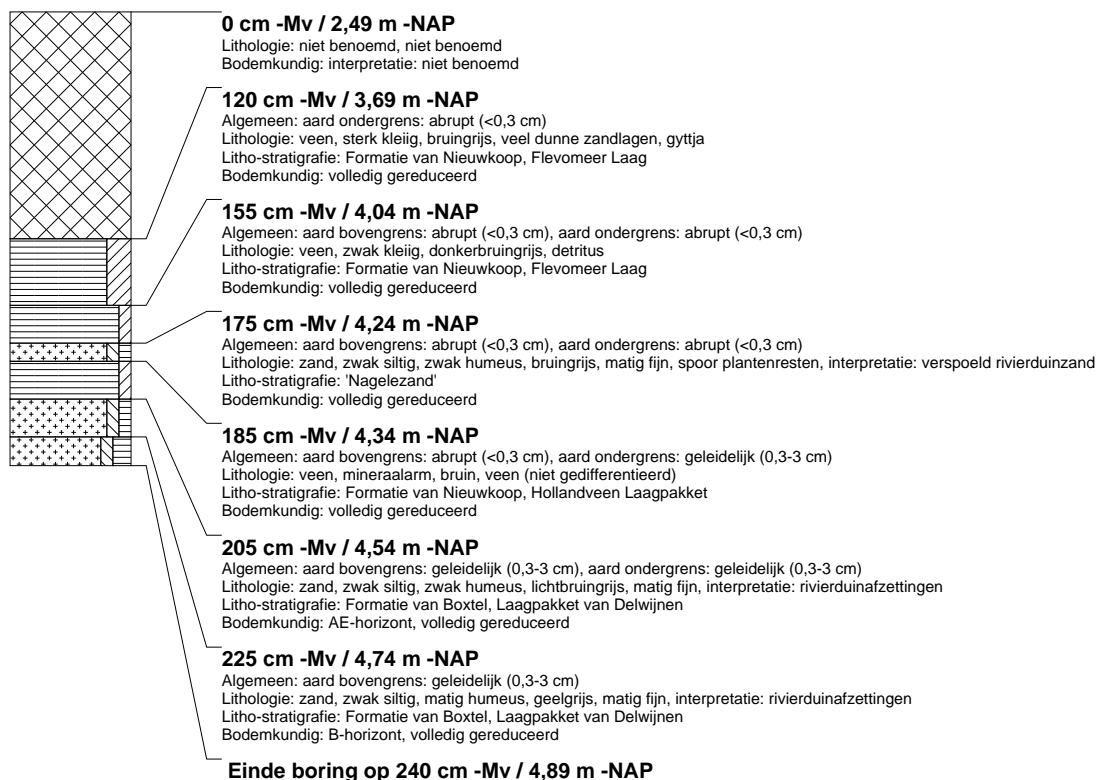 0 cm -Mv / 2,49 m -NAP
Lithologie: niet benoemd, niet benoemd
Bodemkundig: interpretatie: niet benoemd
120 cm -Mv / 3,69 m -NAP
Algemeen: aard ondergrens: abrupt (<0,3 cm)
Lithologie: veen, sterk kleiig, bruingrijs, veel dunne zandlagen, gyttja
Litho-stratigrafie: Formatie van Nieuwkoop, Flevomeer Laag
Bodemkundig: volledig gereduceerd
155 cm -Mv / 4,04 m -NAP
Algemeen: aard bovengrens: abrupt (<0,3 cm), aard ondergrens: abrupt (<0,3 cm)
Lithologie: veen, zwak kleiig, donkerbruingrijs, detritus
Litho-stratigrafie: Formatie van Nieuwkoop, Flevomeer Laag
Bodemkundig: volledig gereduceerd
175 cm -Mv / 4,24 m -NAP
Algemeen: aard bovengrens: abrupt (<0,3 cm), aard ondergrens: abrupt (<0,3 cm)
Lithologie: zand, zwak siltig, zwak humeus, bruingrijs, matig fijn, spoor plantenresten, interpretatie: verspoeld rivierduinzand
Litho-stratigrafie: 'Nagelezand'
Bodemkundig: volledig gereduceerd
185 cm -Mv / 4,34 m -NAP
Algemeen: aard bovengrens: abrupt (<0,3 cm), aard ondergrens: geleidelijk (0,3-3 cm)
Lithologie: veen, mineraalarm, bruin, veen (niet gedifferentieerd)
Litho-stratigrafie: Formatie van Nieuwkoop, Hollandveen Laagpakket
Bodemkundig: volledig gereduceerd
205 cm -Mv / 4,54 m -NAP
Algemeen: aard bovengrens: geleidelijk (0,3-3 cm), aard ondergrens: geleidelijk (0,3-3 cm)
Lithologie: zand, zwak siltig, zwak humeus, lichtbruingrijs, matig fijn, interpretatie: rivierduinafzettingen
Litho-stratigrafie: Formatie van Boxtel, Laagpakket van Delwijnen
Bodemkundig: AE-horizont, volledig gereduceerd
225 cm -Mv / 4,74 m -NAP
Algemeen: aard bovengrens: geleidelijk (0,3-3 cm)
Lithologie: zand, zwak siltig, matig humeus, geelgrijs, matig fijn, interpretatie: rivierduinafzettingen
Litho-stratigrafie: Formatie van Boxtel, Laagpakket van Delwijnen
Bodemkundig: B-horizont, volledig gereduceerd
Einde boring op 240 cm -Mv / 4,89 m -NAP